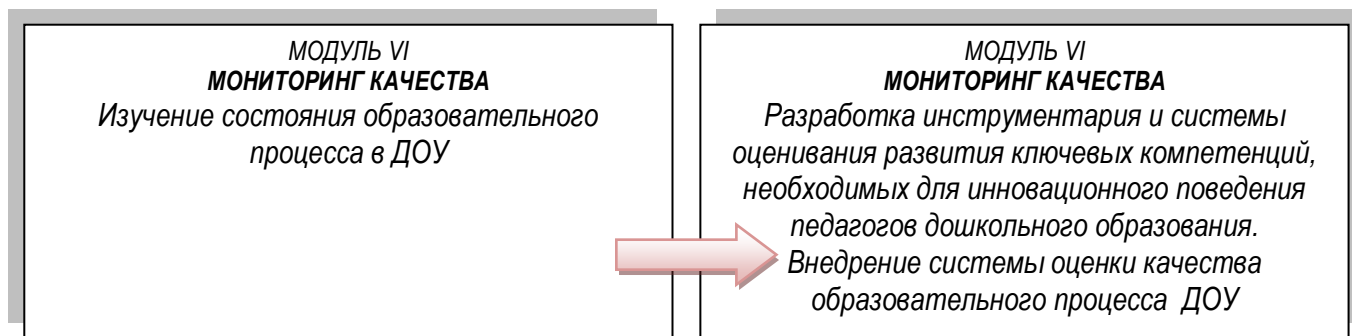 МОДУЛЬ VI
МОНИТОРИНГ КАЧЕСТВА
Изучение состояния образовательного
процесса в ДОУ
МОДУЛЬ VI
МОНИТОРИНГ КАЧЕСТВА
Разработка инструментария и системы
оценивания развития ключевых компетенций,
необходимых для инновационного поведения
педагогов дошкольного образования.
Внедрение системы оценки качества
образовательного процесса ДОУ